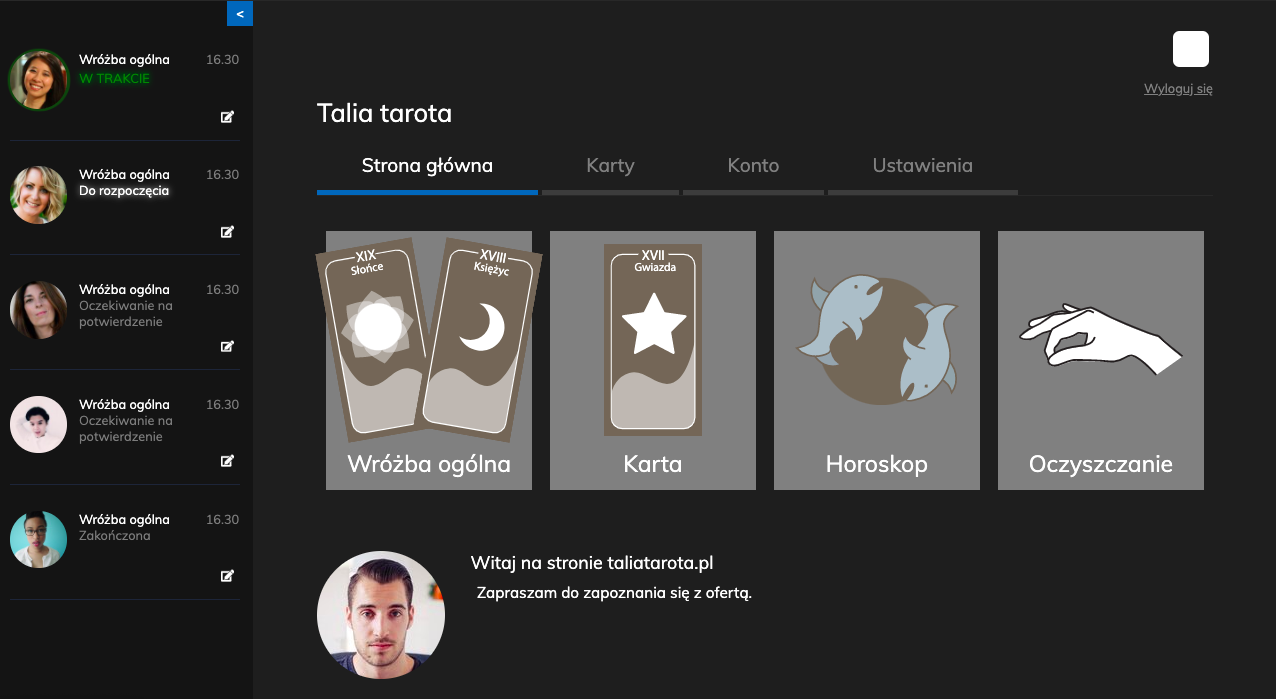 <
Wróżba ogólna 16.30
W TRAKCIE
Wróżba ogólna 16.30
Do rozpoczęcia
Wróżba ogólna 16.30
Oczekiwanie na
potwierdzenie
Wróżba ogólna 16.30
Oczekiwanie na
potwierdzenie
Wróżba ogólna 16.30
Zakończona
Wyloguj się
Talia tarota
Strona główna Karty Konto Ustawienia
XIX
Słońce
XVIII
Księżyc
Wróżba ogólna
XVII
Gwiazda
Karta
Horoskop
Oczyszczanie
Witaj na stronie taliatarota.pl
Zapraszam do zapoznania się z ofertą.